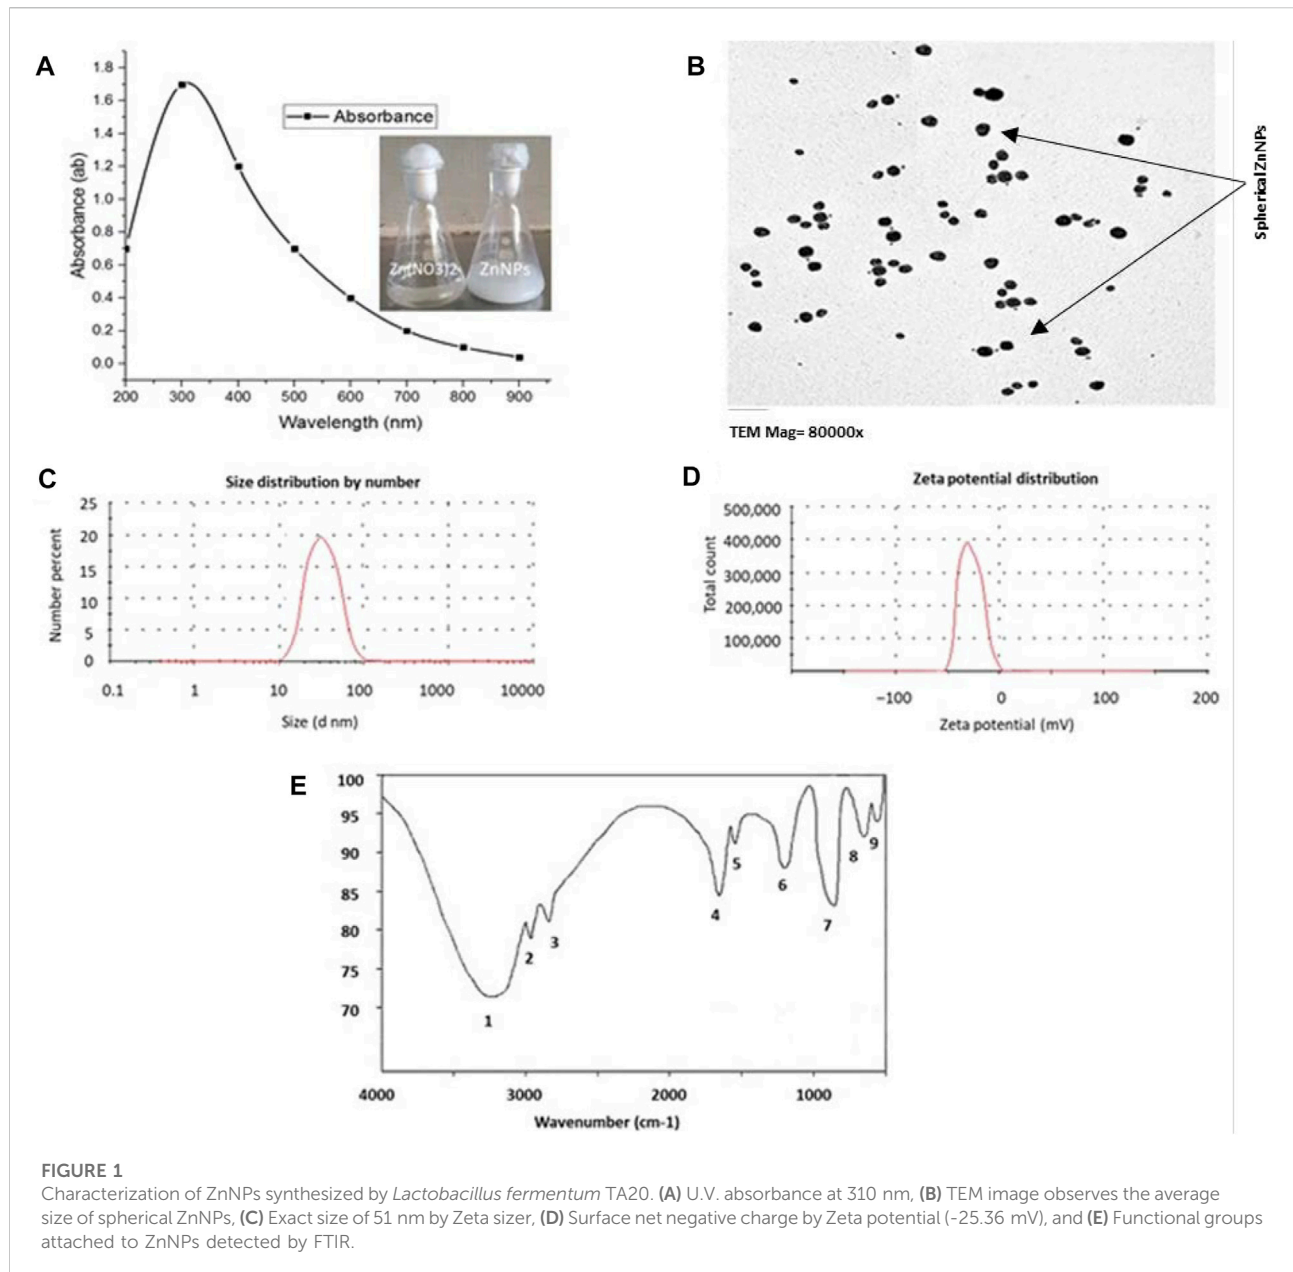 A
1.8
1.6
1.4
1.2
1.0
0.8
0.6
0.4
0.2
0.0
Absorbance (ab)
Absorbance
Zn(NO3)2 ZnNPs
200 300 400 500 600 700 800 900
Wavelength (nm)
B
Spherical ZnNPs
TEM Mag= 80000x
C
Size distribution by number
25
20
15
10
5
0
Number percent
0.1 1 10 100 1000 10000
Size (d nm)
D
Zeta potential distribution
500,000
400,000
300,000
200,000
100,000
Total count
−100 0 100 200
Zeta potential (mV)
E
100
95
90
85
80
75
70
1
2
3
4
5
6
7
8
9
4000 3000 2000 1000
Wavenumber (cm-1)
FIGURE 1
Characterization of ZnNPs synthesized by Lactobacillus fermentum TA20. (A) U.V. absorbance at 310 nm, (B) TEM image observes the average
size of spherical ZnNPs, (C) Exact size of 51 nm by Zeta sizer, (D) Surface net negative charge by Zeta potential (-25.36 mV), and (E) Functional groups
attached to ZnNPs detected by FTIR.